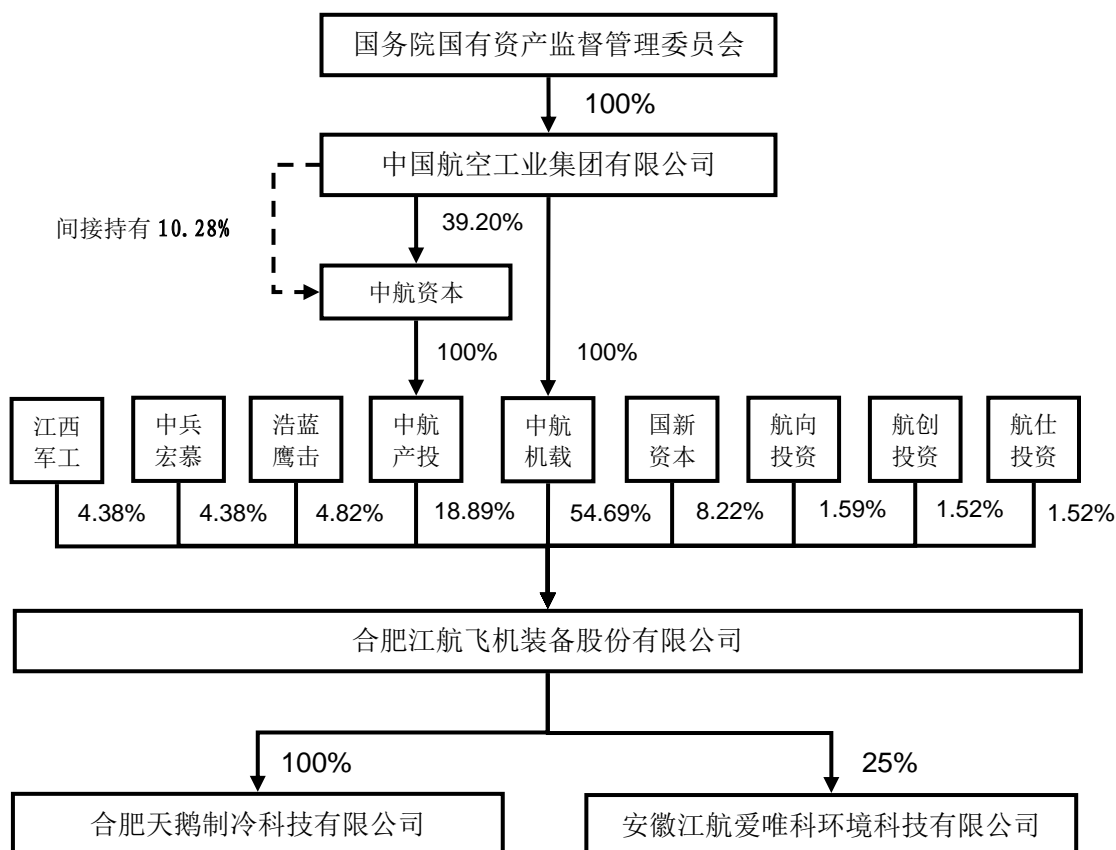 国务院国有资产监督管理委员会
100%
中国航空工业集团有限公司
间接持有 10.28%
39.20%
中航资本
100%
100%
江西
军工
中兵
宏慕
浩蓝
鹰击
中航
产投
中航
机载
国新
资本
航向
投资
航创
投资
航仕
投资
4.38%
4.38%
4.82%
18.89%
54.69%
8.22%
1.59%
1.52%
1.52%
合肥江航飞机装备股份有限公司
100%
25%
合肥天鹅制冷科技有限公司
安徽江航爱唯科环境科技有限公司